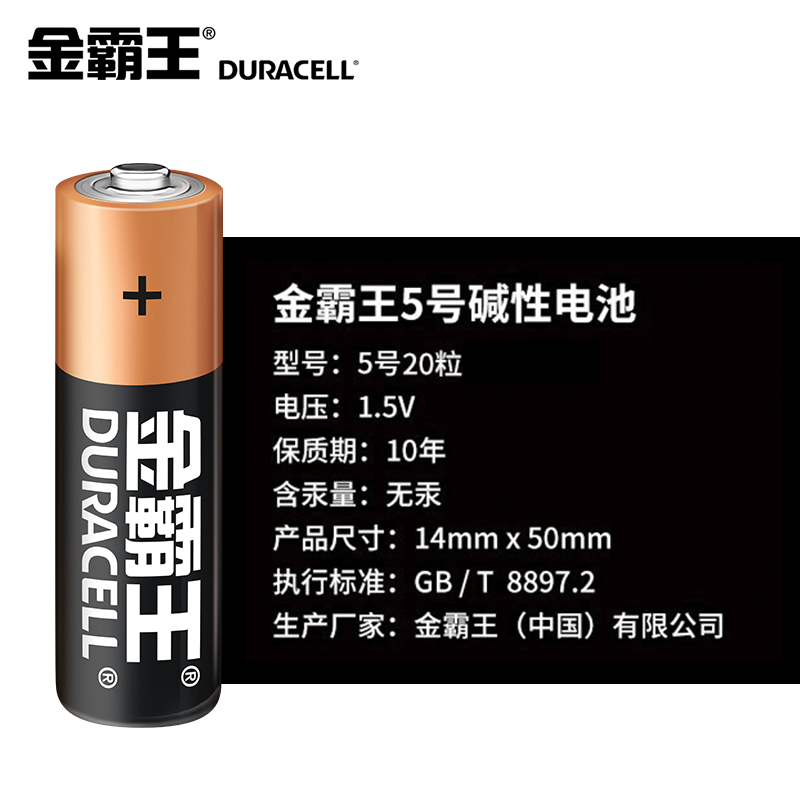 金霸王® DURACELL®
+
金霸王®
DURACELL®
金霸王5号碱性电池
型号：5号20粒
电压：1.5V
保质期：10年
含汞量：无汞
产品尺寸：14mm x 50mm
执行标准：GB / T 8897.2
生产厂家：金霸王（中国）有限公司